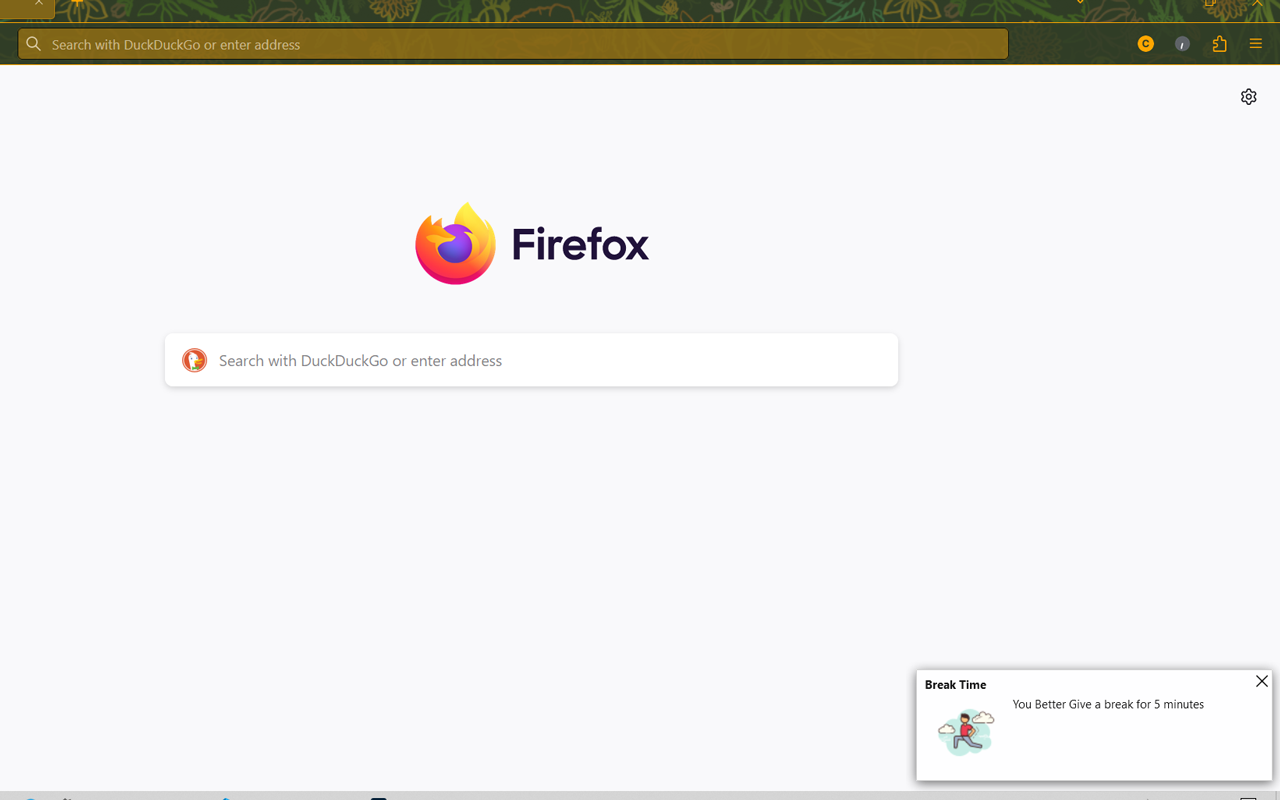 Search with DuckDuckGo or enter address
C
i
Firefox
Search with DuckDuckGo or enter address
Break Time
You Better Give a break for 5 minutes